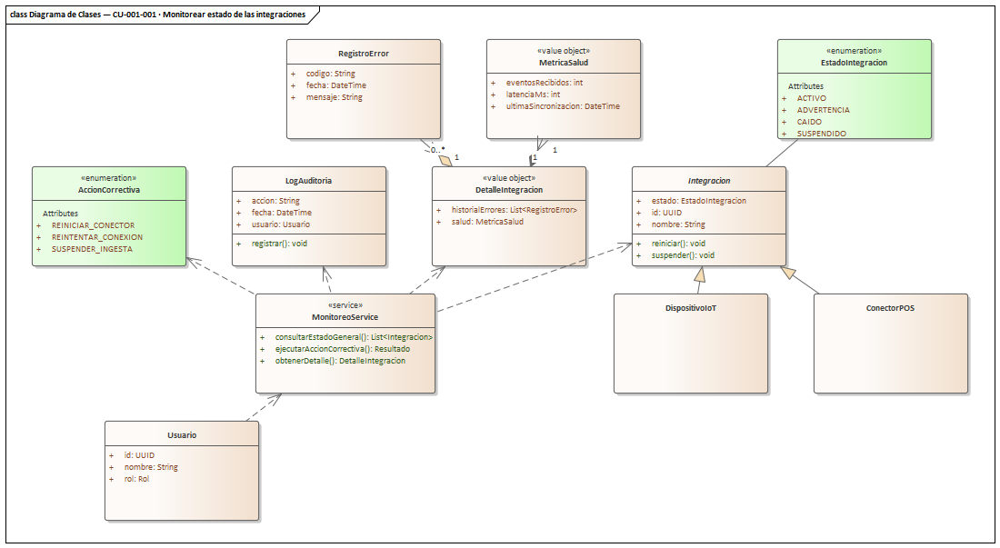 class Diagrama de Clases — CU-001-001 · Monitorear estado de las integraciones
RegistroError
+ codigo: String
+ fecha: DateTime
+ mensaje: String
«value object»
MetricaSalud
+ eventosRecibidos: int
+ latenciaMs: int
+ ultimaSincronizacion: DateTime
«enumeration»
EstadoIntegracion
Attributes
+ ACTIVO
+ ADVERTENCIA
+ CAIDO
+ SUSPENDIDO
0..*
1
1
1
«enumeration»
AccionCorrectiva
Attributes
+ REINICIAR_CONECTOR
+ REINTENTAR_CONEXION
+ SUSPENDER_INGESTA
LogAuditoria
+ accion: String
+ fecha: DateTime
+ usuario: Usuario
+ registrar(): void
«value object»
DetalleIntegracion
+ historialErrores: List<RegistroError>
+ salud: MetricaSalud
Integracion
+ estado: EstadoIntegracion
+ id: UUID
+ nombre: String
+ reiniciar(): void
+ suspender(): void
«service»
MonitoreoService
+ consultarEstadoGeneral(): List<Integracion>
+ ejecutarAccionCorrectiva(): Resultado
+ obtenerDetalle(): DetalleIntegracion
DispositivoIoT
ConectorPOS
Usuario
+ id: UUID
+ nombre: String
+ rol: Rol